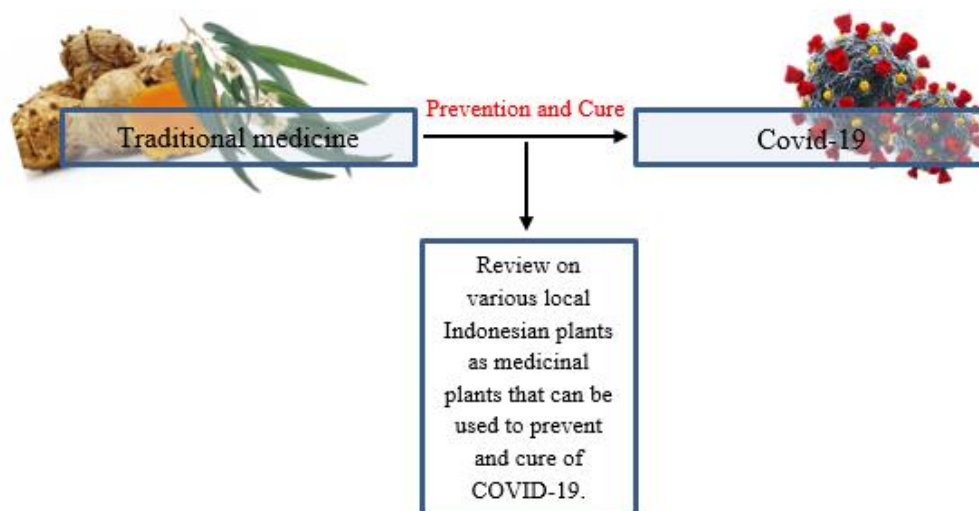 Prevention and Cure
Traditional medicine
Covid-19
Review on
various local
Indonesian plants
as medicinal
plants that can be
used to prevent
and cure of
COVID-19.